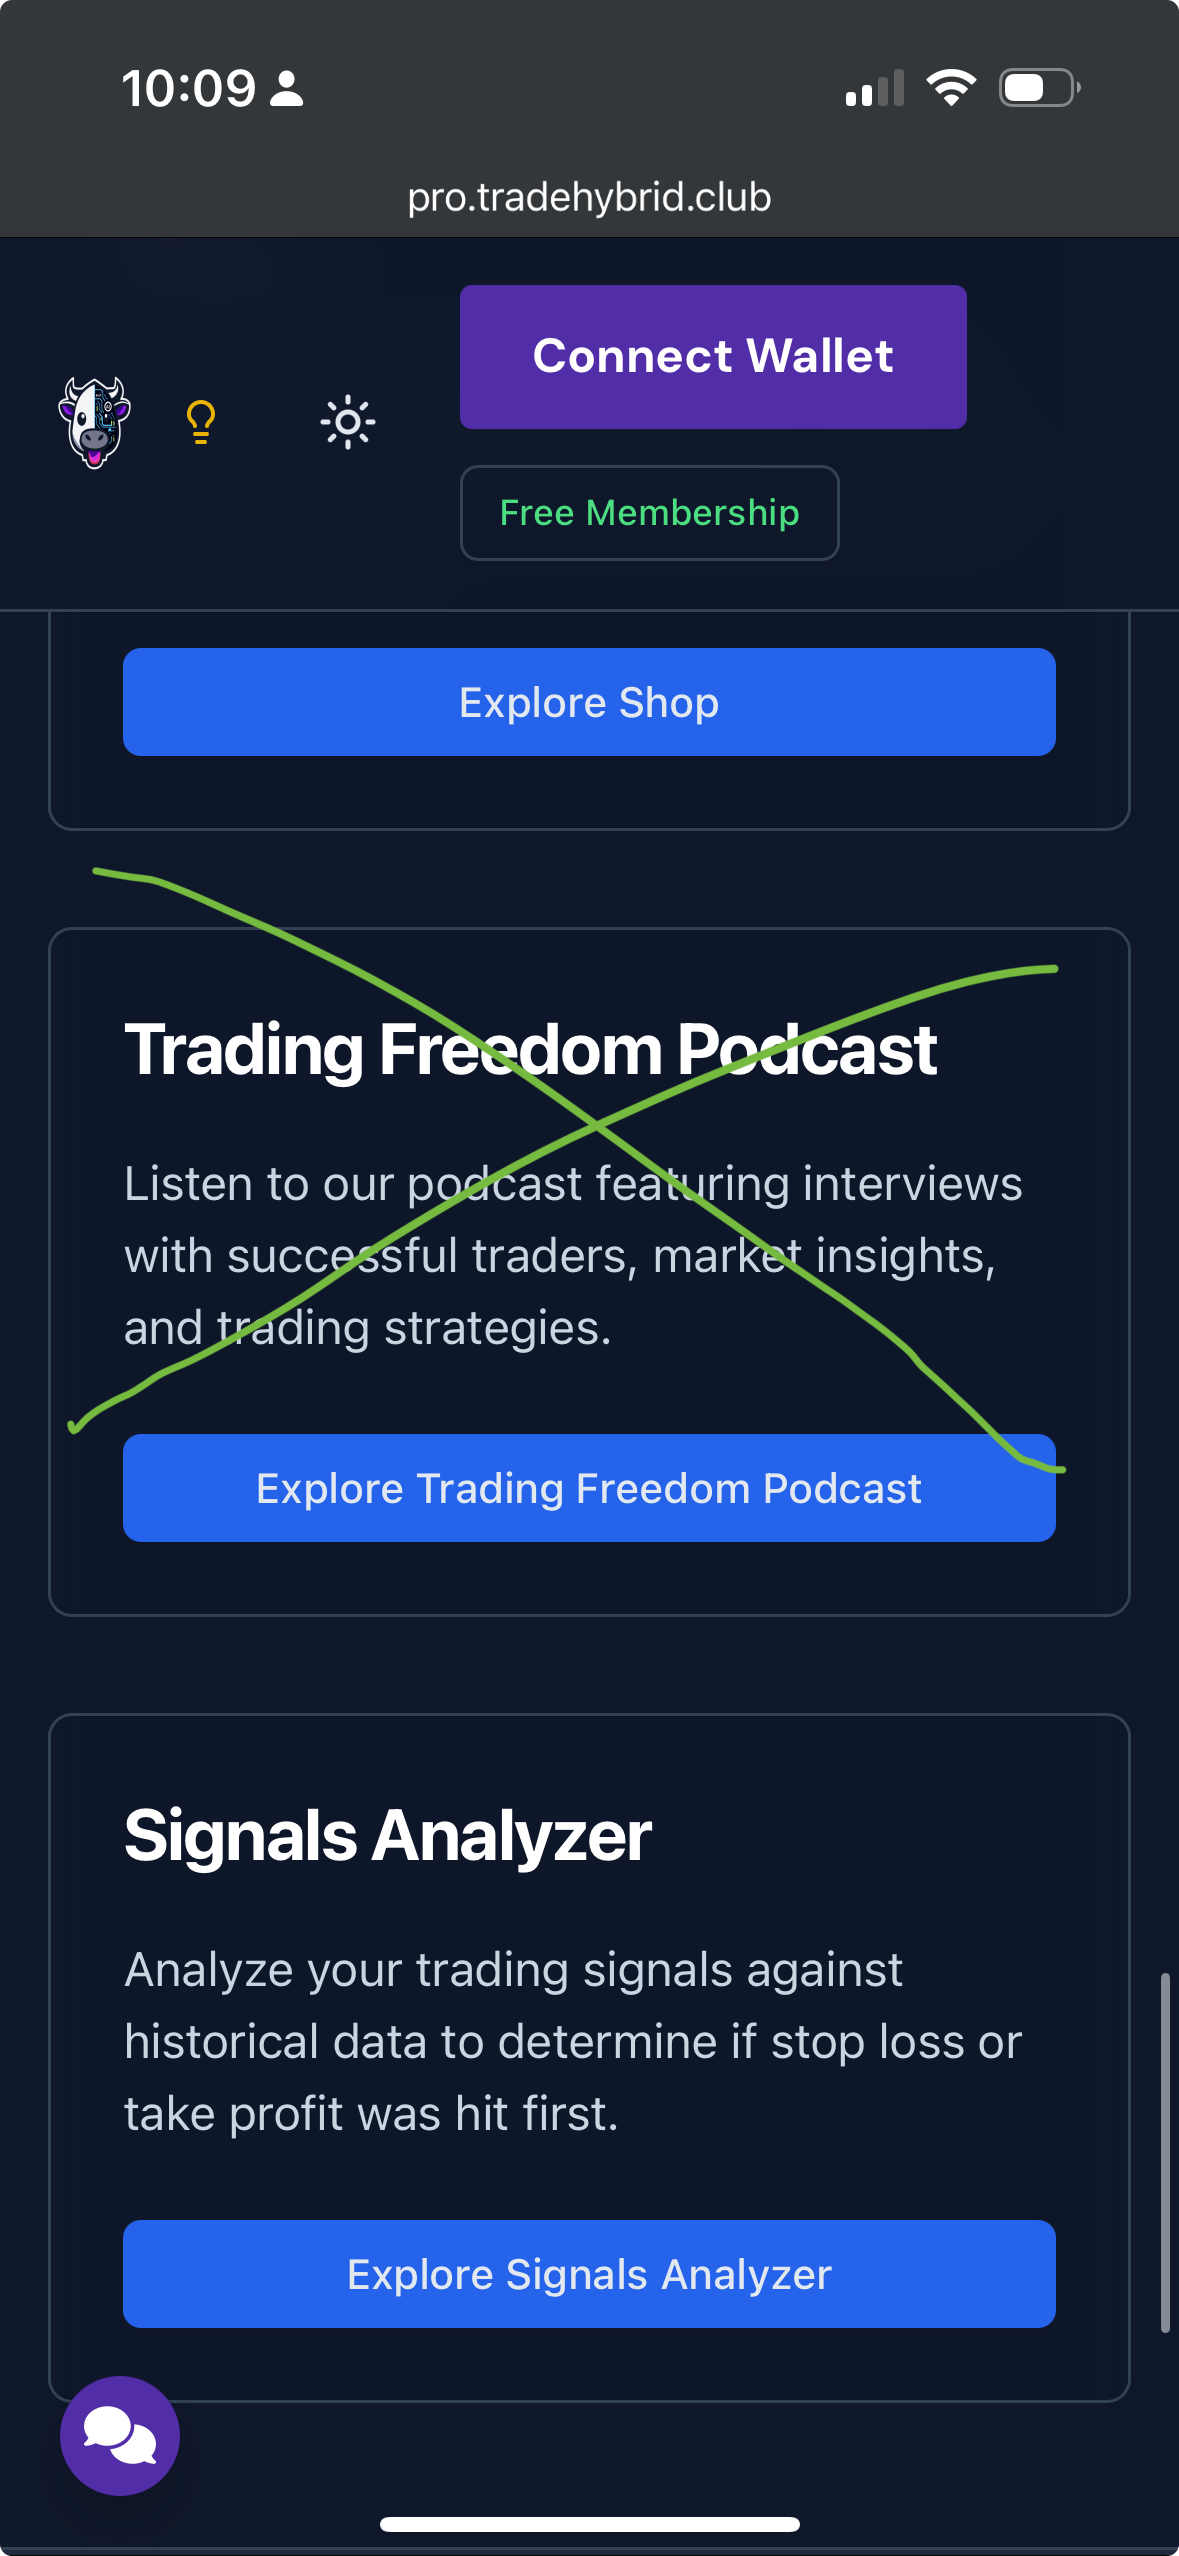 10:09
pro.tradehybrid.club
Connect Wallet
Free Membership
Explore Shop
Trading Freedom Podcast
Listen to our podcast featuring interviews
with successful traders, market insights,
and trading strategies.
Explore Trading Freedom Podcast
Signals Analyzer
Analyze your trading signals against
historical data to determine if stop loss or
take profit was hit first.
Explore Signals Analyzer